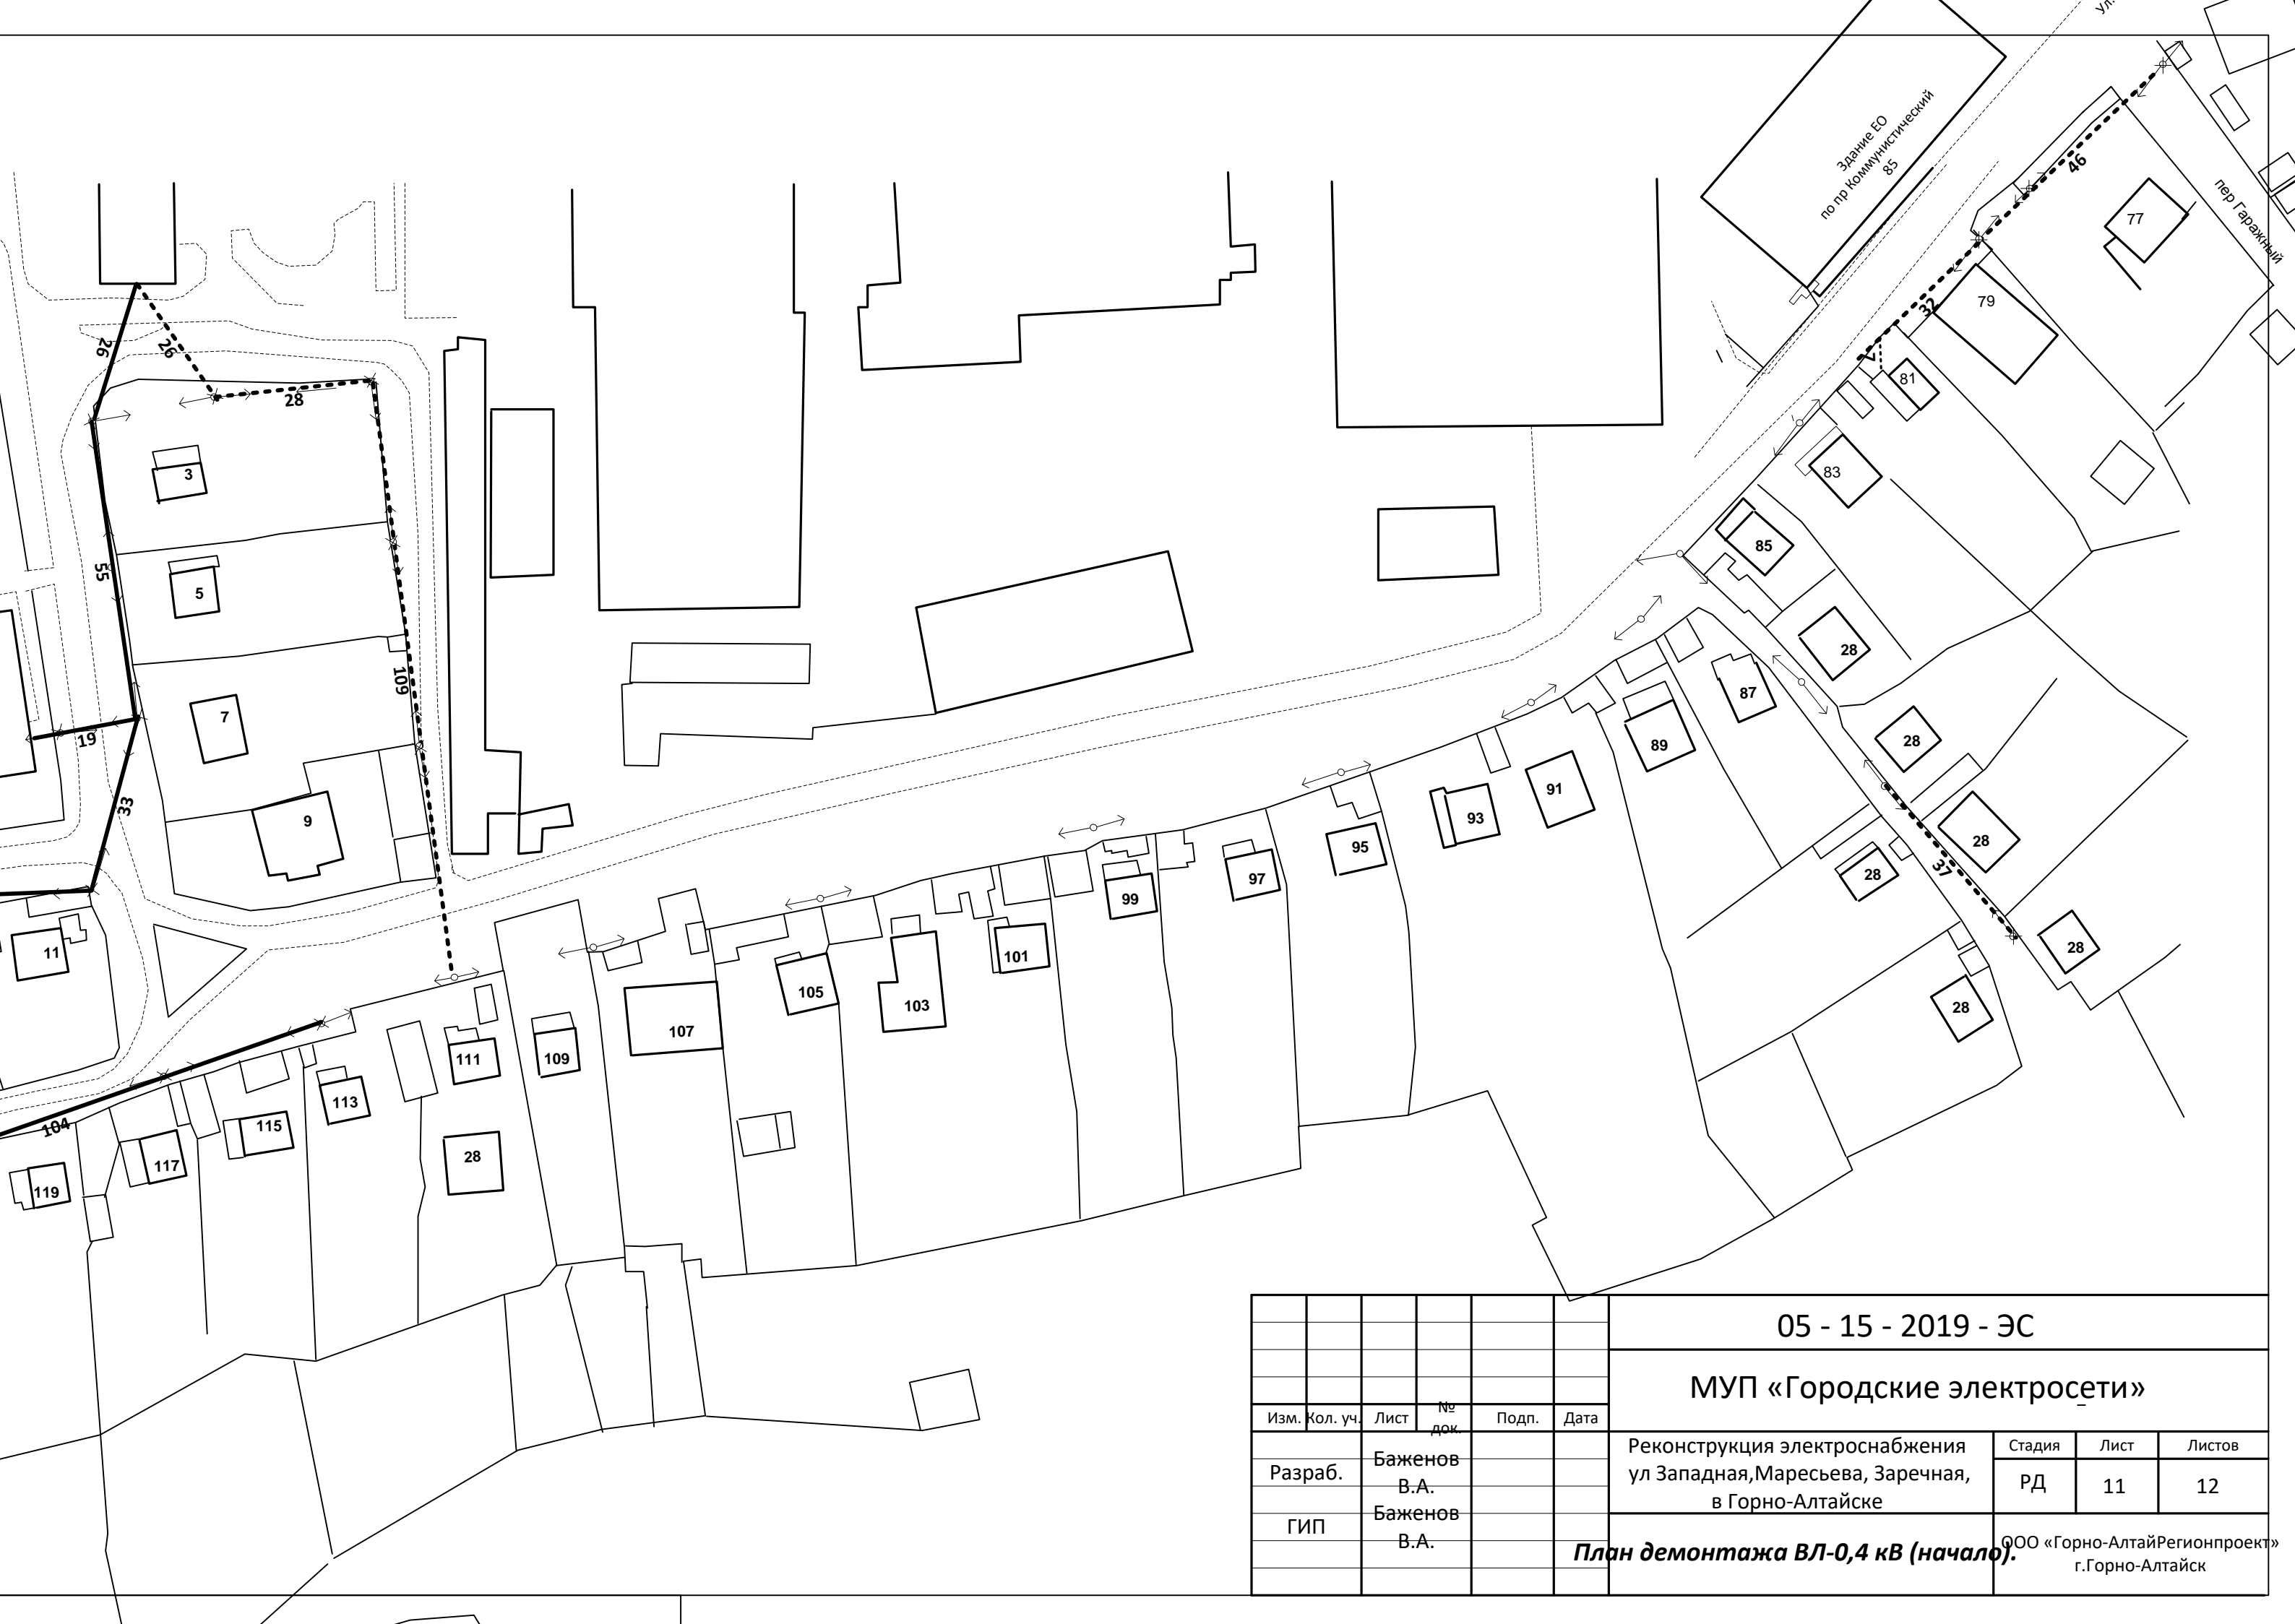 Ул.
Здание ЕО
по пр Коммунистический
85
46
77
пер Гаражный
79
32
7
81
26
26
28
83
3
85
55
5
28
109
7
87
19
28
89
91
33
9
93
28
95
28
37
97
99
28
11
101
105
103
28
107
111
109
113
104
115
117
28
119
05 - 15 - 2019 - ЭС
МУП «Городские электросети»
Изм. Кол. уч. Лист № док. Подп. Дата
Разраб. Баженов В.А.
ГИП Баженов В.А.
Реконструкция электроснабжения
ул Западная,Маресьева, Заречная,
в Горно-Алтайске
Стадия Лист Листов
РД 11 12
План демонтажа ВЛ-0,4 кВ (начало).
ООО «Горно-АлтайРегионпроект»
г.Горно-Алтайск